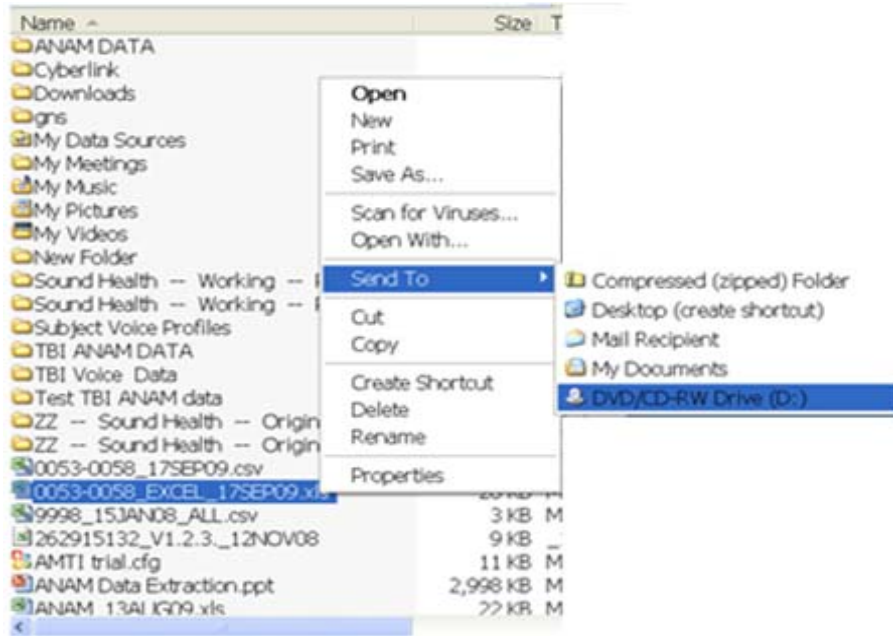 Name Size T
ANAM DATA
Cyberlink
Downloads
gns
My Data Sources
My Meetings
My Music
My Pictures
My Videos
New Folder
Sound Health -- Working --
Sound Health -- Working --
Subject Voice Profiles
TBI ANAM DATA
TBI Voice Data
Test TBI ANAM data
ZZ -- Sound Health -- Origin
ZZ -- Sound Health -- Origin
0053-0058_17SEP09.csv
0053-0058_EXCEL_17SEP09.xls
9998_15JAN08_ALL.csv 3 KB M
262915132_V1.2.3._12NOV08 9 KB _
AMTI trial.cfg 11 KB M
ANAM Data Extraction.ppt 2,998 KB M
ANAM_13AUG09.xls 22 KB M
Open
New
Print
Save As...
Scan for Viruses...
Open With...
Send To
Cut
Copy
Create Shortcut
Delete
Rename
Properties
Compressed (zipped) Folder
Desktop (create shortcut)
Mail Recipient
My Documents
DVD/CD-RW Drive (D:)